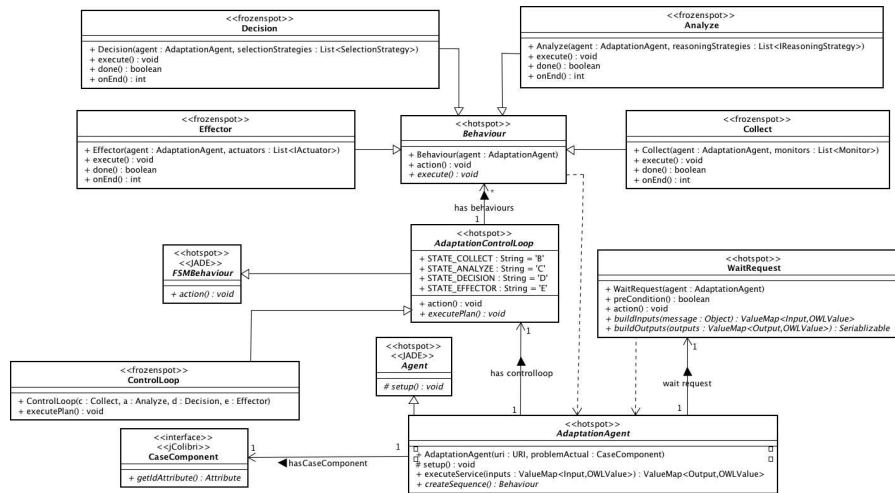 <<frozenspot>>
Decision
+ Decision(agent : AdaptationAgent, selectionStrategies : List<SelectionStrategy>)
+ execute() : void
+ done() : boolean
+ onEnd() : int
<<frozenspot>>
Analyze
+ Analyze(agent : AdaptationAgent, reasoningStrategies : List<IReasoningStrategy>)
+ execute() : void
+ done() : boolean
+ onEnd() : int
<<frozenspot>>
Effector
+ Effector(agent : AdaptationAgent, actuators : List<IActuator>)
+ execute() : void
+ done() : boolean
+ onEnd() : int
<<hotspot>>
Behaviour
+ Behaviour(agent : AdaptationAgent)
+ action() : void
+ execute() : void
<<frozenspot>>
Collect
+ Collect(agent : AdaptationAgent, monitors : List<Monitor>)
+ execute() : void
+ done() : boolean
+ onEnd() : int
*
has behaviours
1
<<hotspot>>
AdaptationControlLoop
+ STATE_COLLECT : String = 'B'
+ STATE_ANALYZE : String = 'C'
+ STATE_DECISION : String = 'D'
+ STATE_EFFECTOR : String = 'E'
+ action() : void
+ executePlan() : void
<<hotspot>>
<<JADE>>
FSMBehaviour
+ action() : void
<<hotspot>>
WaitRequest
+ WaitRequest(agent : AdaptationAgent)
+ preCondition() : boolean
+ action() : void
+ buildInputs(message : Object) : ValueMap<Input,OWLValue>
+ buildOutputs(outputs : ValueMap<Output,OWLValue>) : Seriablizable
<<frozenspot>>
ControlLoop
+ ControlLoop(c : Collect, a : Analyze, d : Decision, e : Effector)
+ executePlan() : void
<<hotspot>>
<<JADE>>
Agent
# setup() : void
1
has controlloop
1
1
wait request
1
<<interface>>
<<jColibri>>
CaseComponent
+ getIdAttribute() : Attribute
1
hasCaseComponent
1
<<hotspot>>
AdaptationAgent
+ AdaptationAgent(uri : URI, problemActual : CaseComponent)
# setup() : void
+ executeService(inputs : ValueMap<Input,OWLValue>) : ValueMap<Output,OWLValue>
+ createSequence() : Behaviour